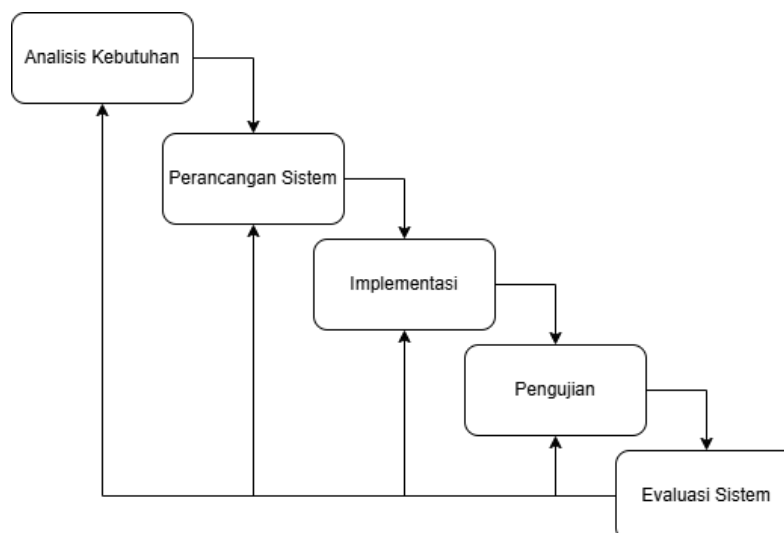 Analisis Kebutuhan
Perancangan Sistem
Implementasi
Pengujian
Evaluasi Sistem